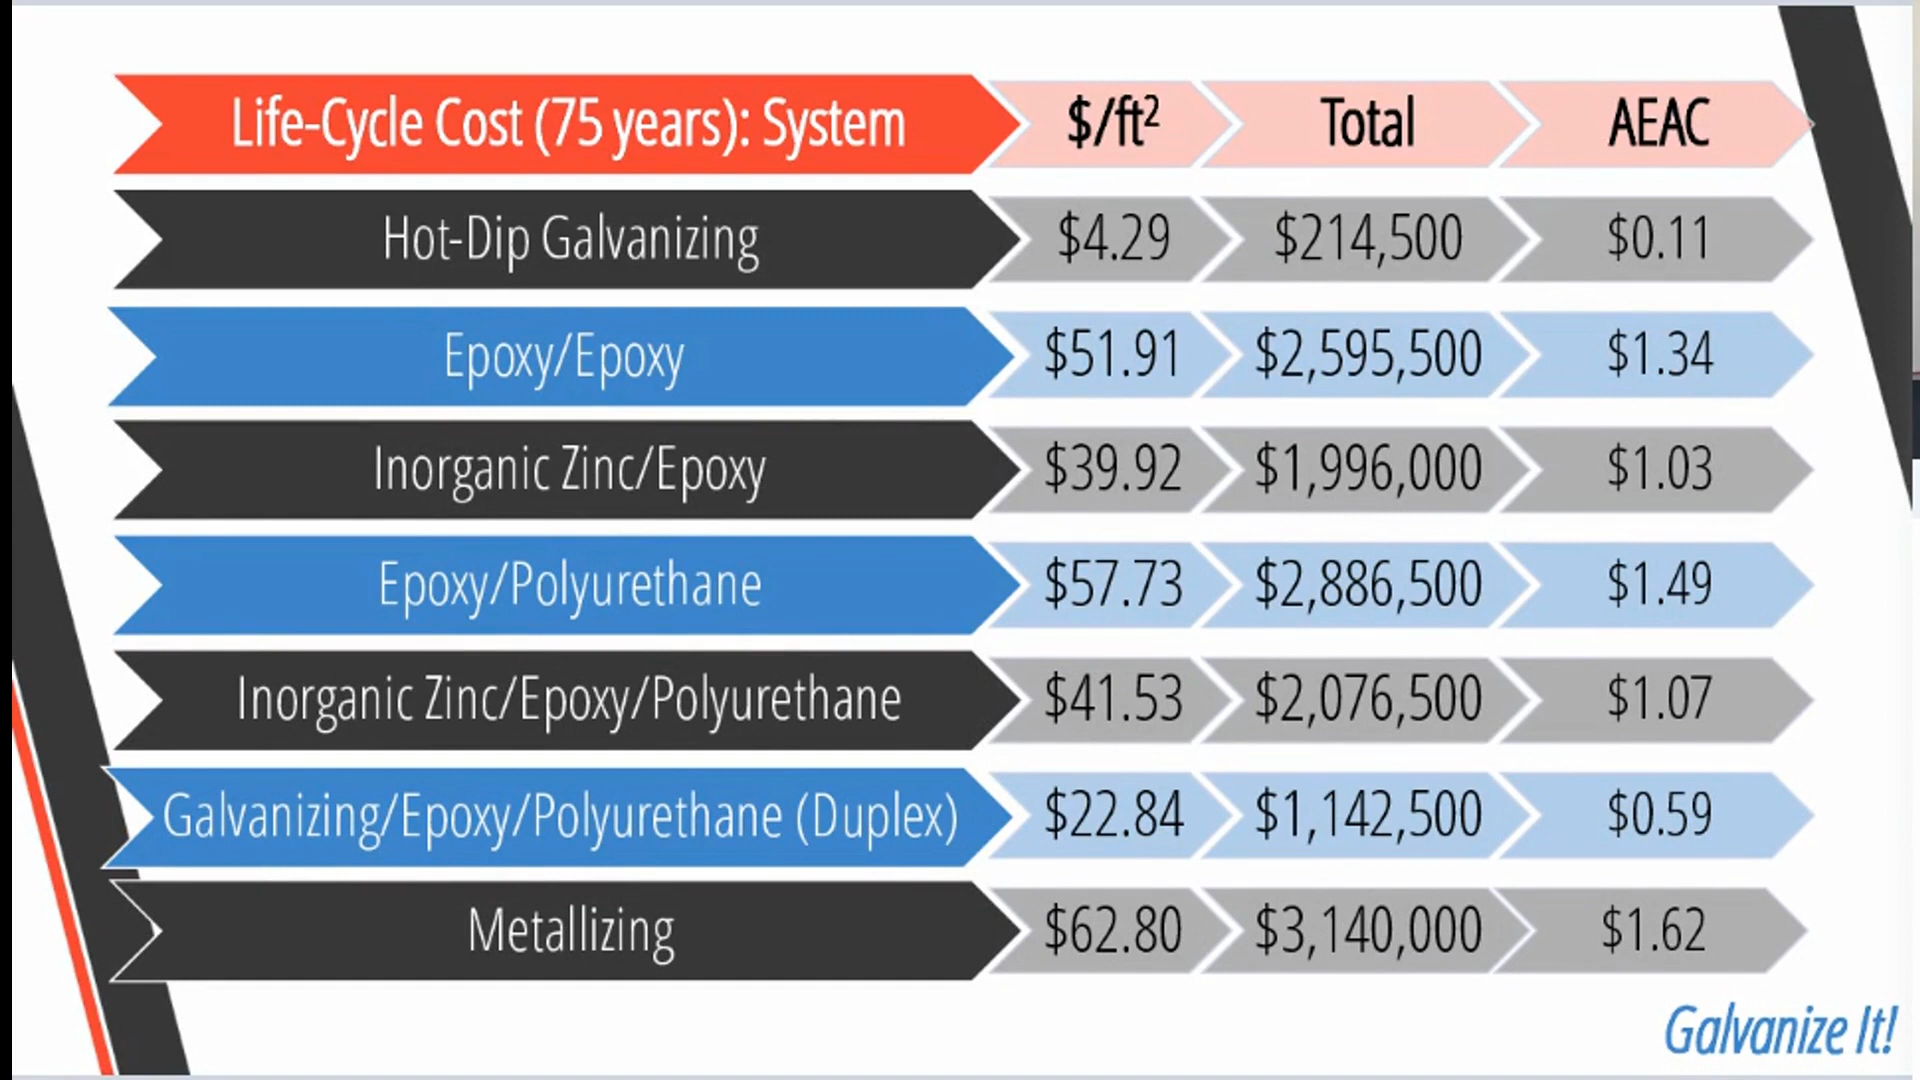 Life-Cycle Cost (75 years): System $/ft² Total AEAC
Hot-Dip Galvanizing $4.29 $214,500 $0.11
Epoxy/Epoxy $51.91 $2,595,500 $1.34
Inorganic Zinc/Epoxy $39.92 $1,996,000 $1.03
Epoxy/Polyurethane $57.73 $2,886,500 $1.49
Inorganic Zinc/Epoxy/Polyurethane $41.53 $2,076,500 $1.07
Galvanizing/Epoxy/Polyurethane (Duplex) $22.84 $1,142,500 $0.59
Metallizing $62.80 $3,140,000 $1.62
Galvanize It!